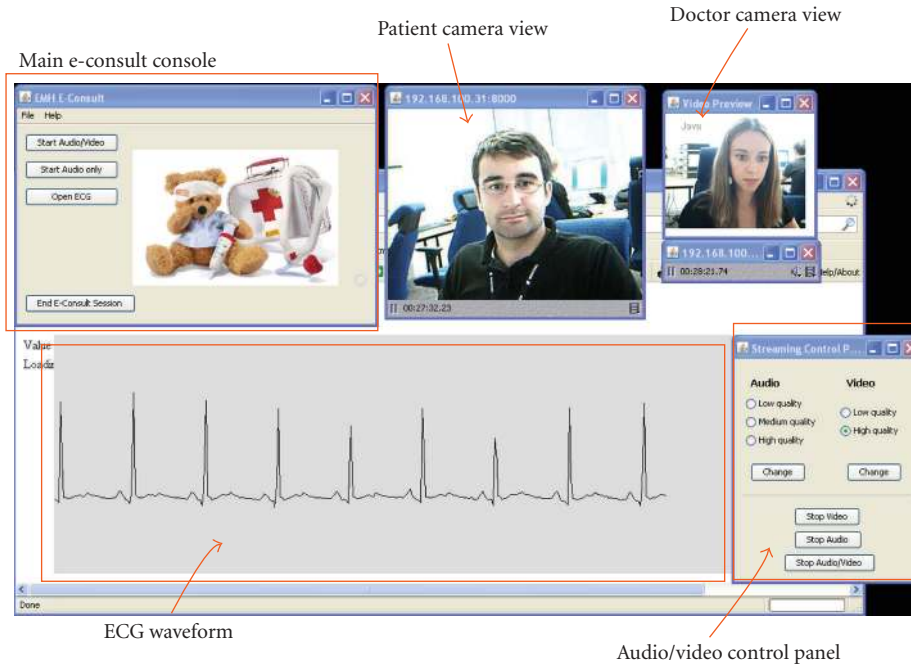 Doctor camera view
Patient camera view
Main e-consult console
EMH E-Consult
File Help
Start Audio/Video
Start Audio only
Open ECG
End E-Consult Session
192.168.100.31:8000
00:27:32.23
Video Preview
Java
192.168.100...
00:28:21.74
Help/About
Value
Streaming Control P...
Audio Video
Low quality
Medium quality
High quality
Low quality
High quality
Change Change
Stop Video
Stop Audio
Stop Audio/Video
Done
ECG waveform
Audio/video control panel